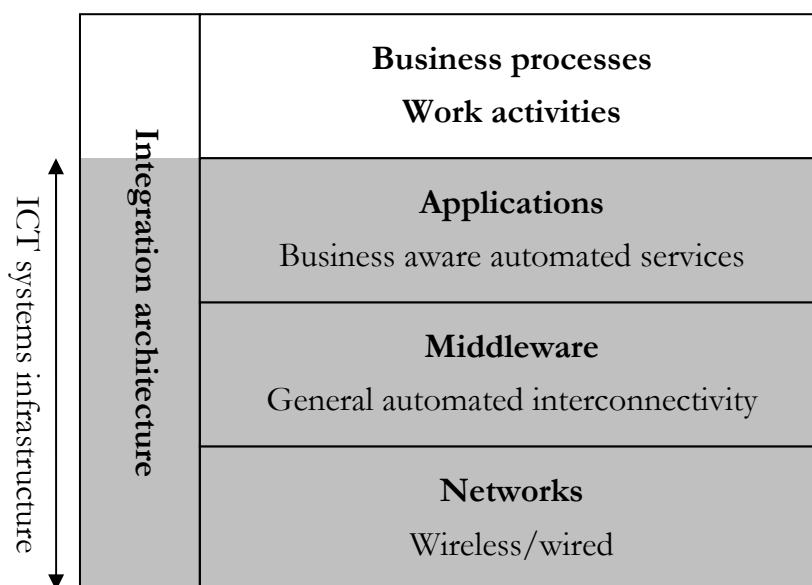 ICT systems infrastructure
Integration architecture
Business processes
Work activities
Applications
Business aware automated services
Middleware
General automated interconnectivity
Networks
Wireless/wired